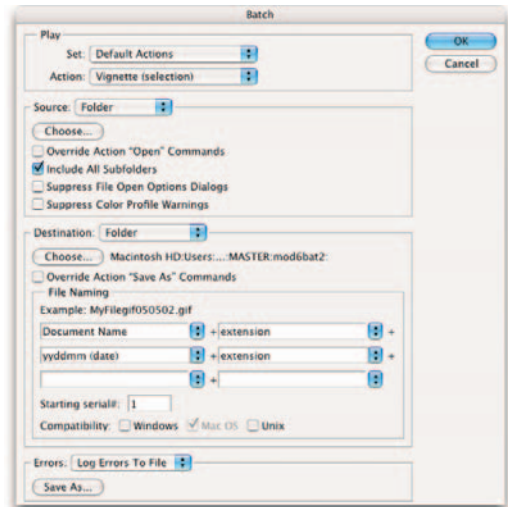 Batch
Play
OK
Cancel
Set: Default Actions
Action: Vignette (selection)
Source: Folder
Choose...
Override Action "Open" Commands
Include All Subfolders
Suppress File Open Options Dialogs
Suppress Color Profile Warnings
Destination: Folder
Choose... Macintosh HD:Users:...:MASTER:mod6bat2:
Override Action "Save As" Commands
File Naming
Example: MyFilegif050502.gif
Document Name + extension +
yyddmm (date) + extension +
+
Starting serial#: 1
Compatibility: Windows Mac OS Unix
Errors: Log Errors To File
Save As...